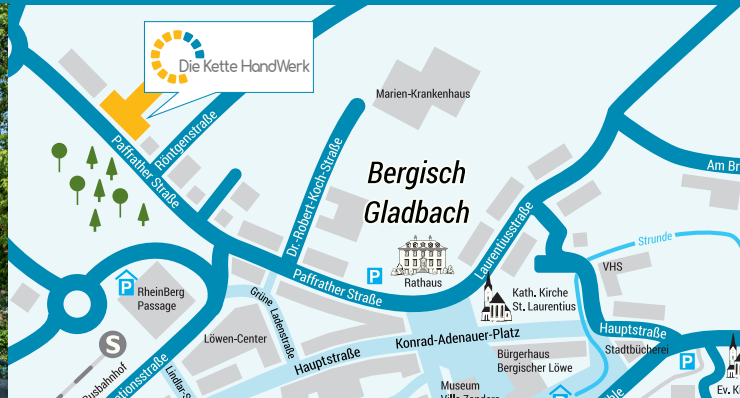 Die Kette HandWerk
Marien-Krankenhaus
Röntgenstraße
Paffrather Straße
Dr.-Robert-Koch-Straße
Bergisch
Gladbach
Am
Laurentiusstraße
Strunde
P
Rathaus
VHS
P
RheinBerg
Passage
Paffrather Straße
Kath. Kirche
St. Laurentius
Grüne Ladenstraße
Löwen-Center
S
Konrad-Adenauer-Platz
Hauptstraße
Hauptstraße
Stadtbücherei
P
Bürgerhaus
Bergischer Löwe
Busbahnhof
Museum
Villa Zanders
Ev.